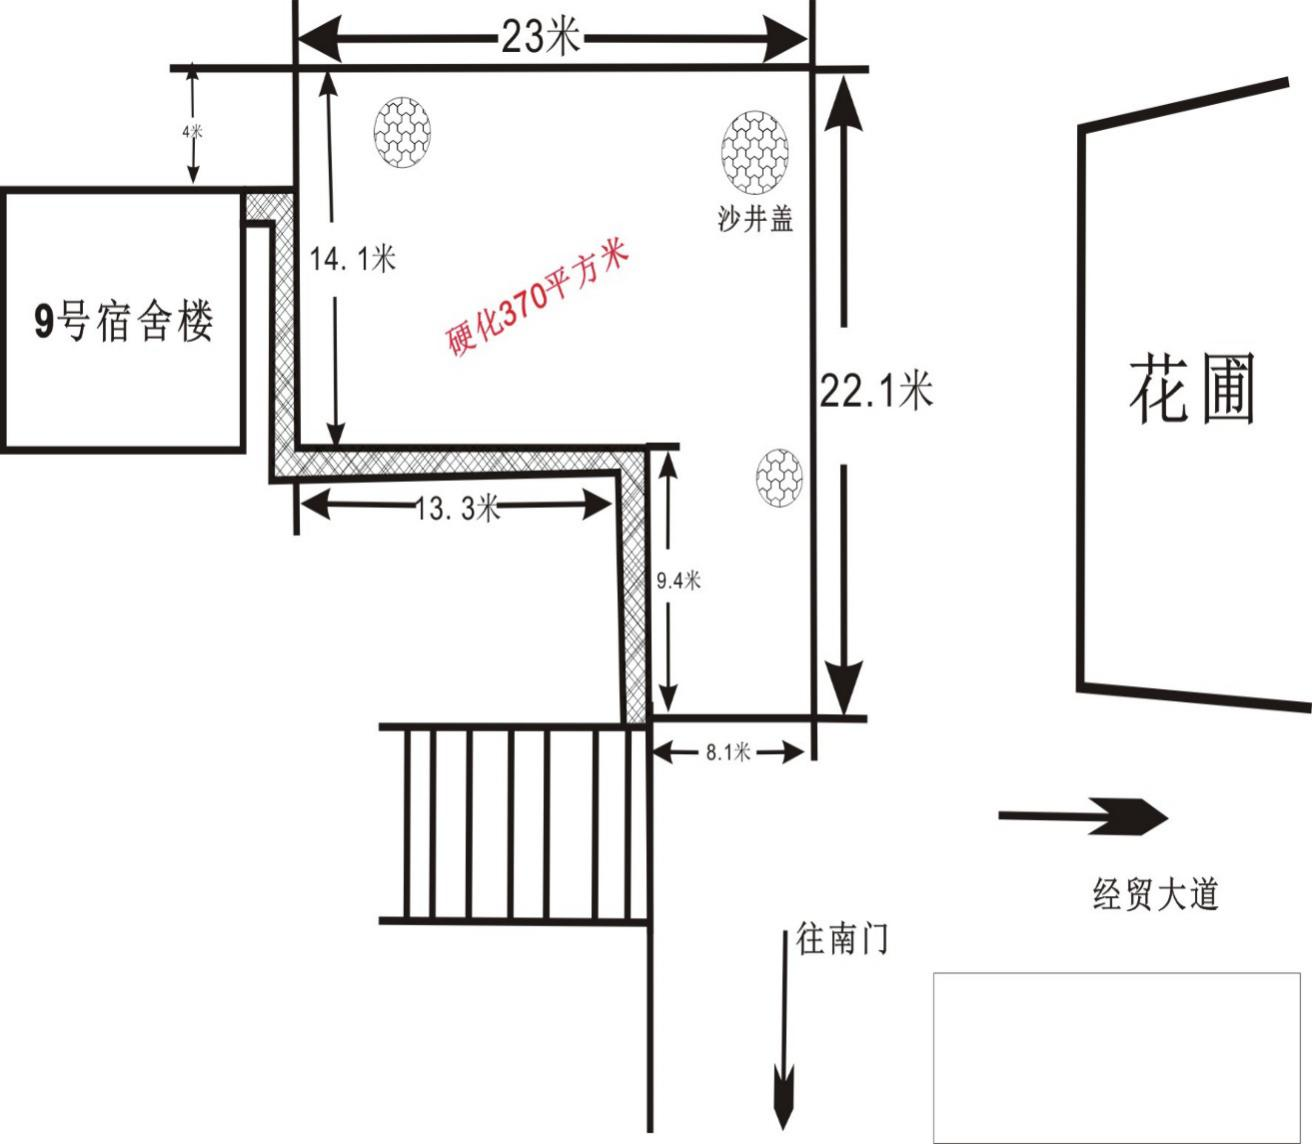 23米
4米
沙井盖
14.1米
硬化370平方米
9号宿舍楼
22.1米
花圃
13.3米
9.4米
8.1米
经贸大道
往南门